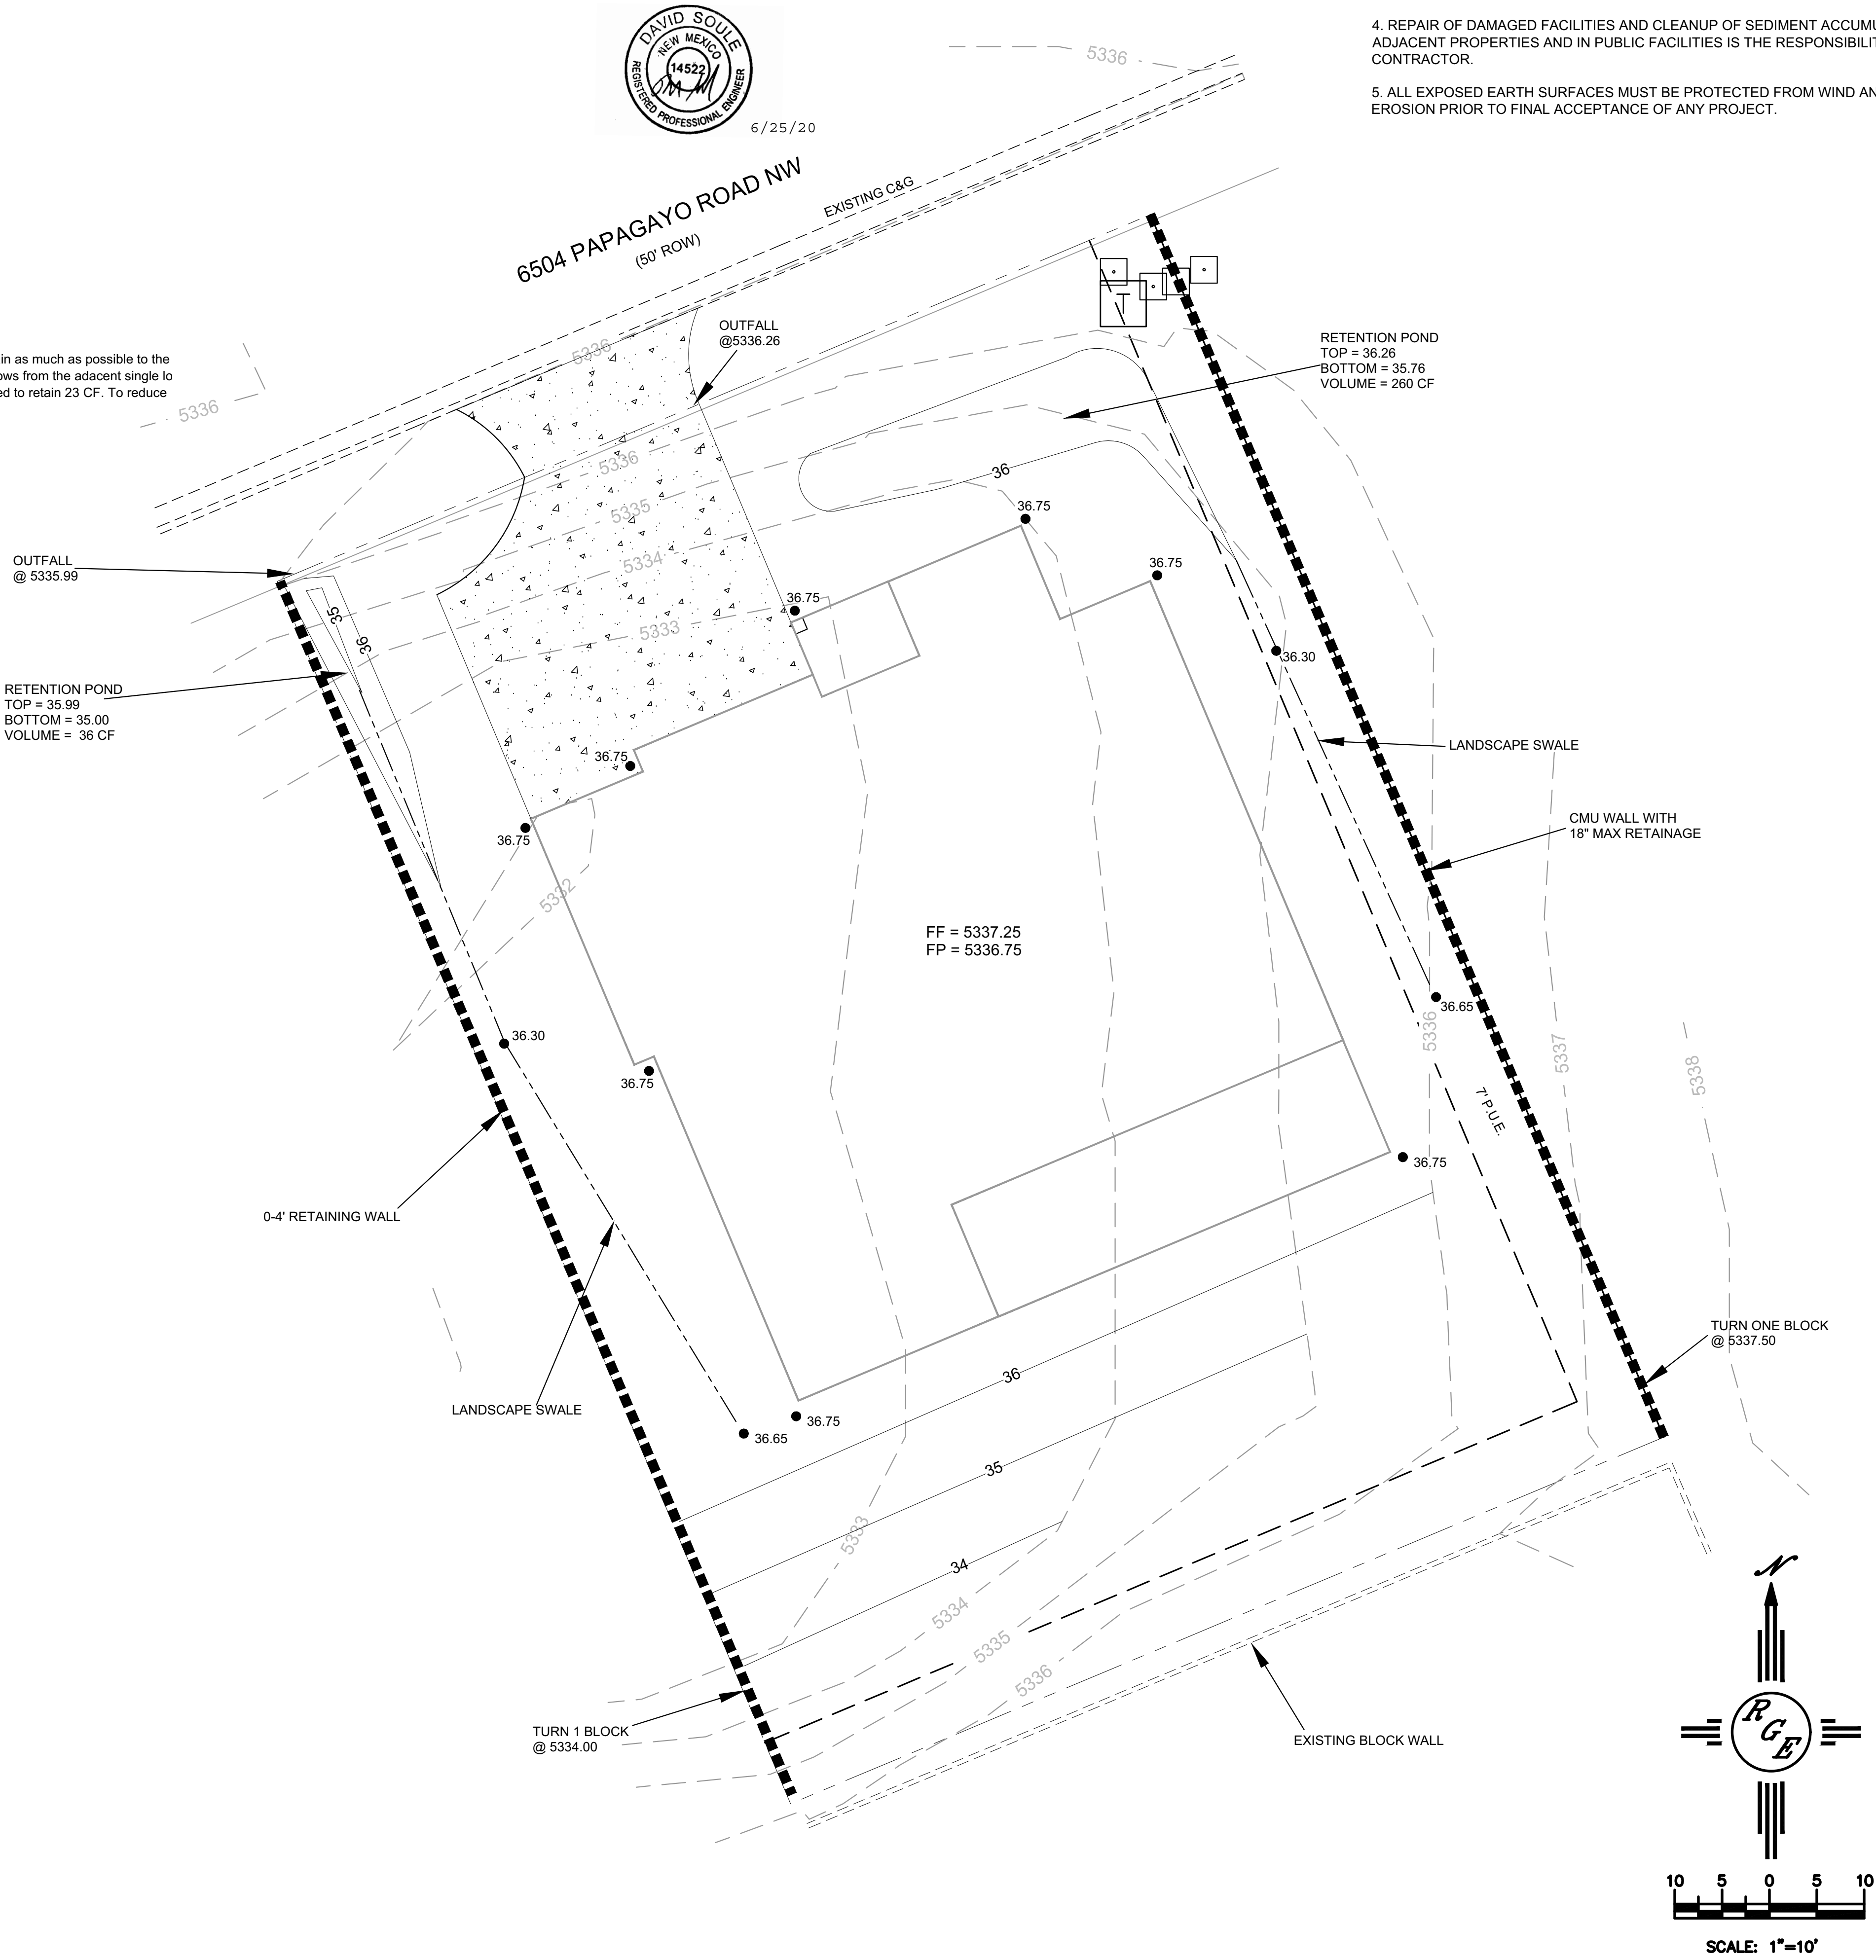 DAVID SOULE
NEW MEXICO
14522
REGISTERED PROFESSIONAL ENGINEER
6/25/20
4. REPAIR OF DAMAGED FACILITIES AND CLEANUP OF SEDIMENT ACCUMU
ADJACENT PROPERTIES AND IN PUBLIC FACILITIES IS THE RESPONSIBILIT
CONTRACTOR.
5. ALL EXPOSED EARTH SURFACES MUST BE PROTECTED FROM WIND AN
EROSION PRIOR TO FINAL ACCEPTANCE OF ANY PROJECT.
5336
6504 PAPAGAYO ROAD NW
(50' ROW)
EXISTING C&G
in as much as possible to the
ows from the adjacent single lo
ed to retain 23 CF. To reduce
5336
5336
OUTFALL
@5336.26
T
RETENTION POND
TOP = 36.26
BOTTOM = 35.76
VOLUME = 260 CF
5336
5335
5334
5333
36
36.75
36.75
36.75
36.30
OUTFALL
@ 5335.99
35
36
RETENTION POND
TOP = 35.99
BOTTOM = 35.00
VOLUME = 36 CF
36.75
36.75
5332
LANDSCAPE SWALE
CMU WALL WITH
18" MAX RETAINAGE
FF = 5337.25
FP = 5336.75
36.65
5336
5337
5338
36.30
36.75
7' P.U.E.
36.75
0-4' RETAINING WALL
TURN ONE BLOCK
@ 5337.50
LANDSCAPE SWALE
36.75
36.65
36
35
34
5333
5334
5335
5336
TURN 1 BLOCK
@ 5334.00
EXISTING BLOCK WALL
N
RGE
10 5 0 5 10
SCALE: 1"=10'